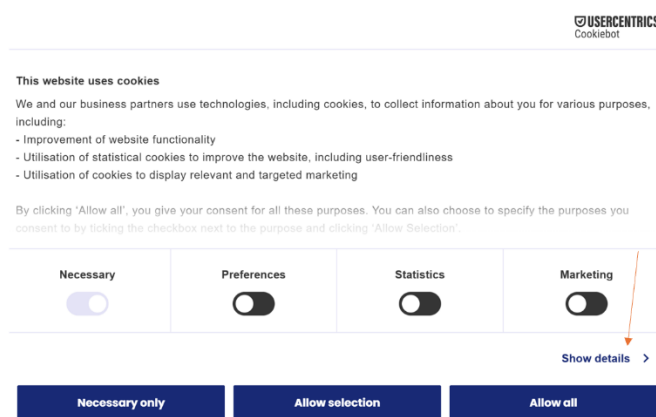 USERCENTRICS
Cookiebot
This website uses cookies
We and our business partners use technologies, including cookies, to collect information about you for various purposes,
including:
- Improvement of website functionality
- Utilisation of statistical cookies to improve the website, including user-friendliness
- Utilisation of cookies to display relevant and targeted marketing
By clicking 'Allow all', you give your consent for all these purposes. You can also choose to specify the purposes you
consent to by ticking the checkbox next to the purpose and clicking 'Allow Selection'.
Necessary Preferences Statistics Marketing
Show details >
Necessary only Allow selection Allow all